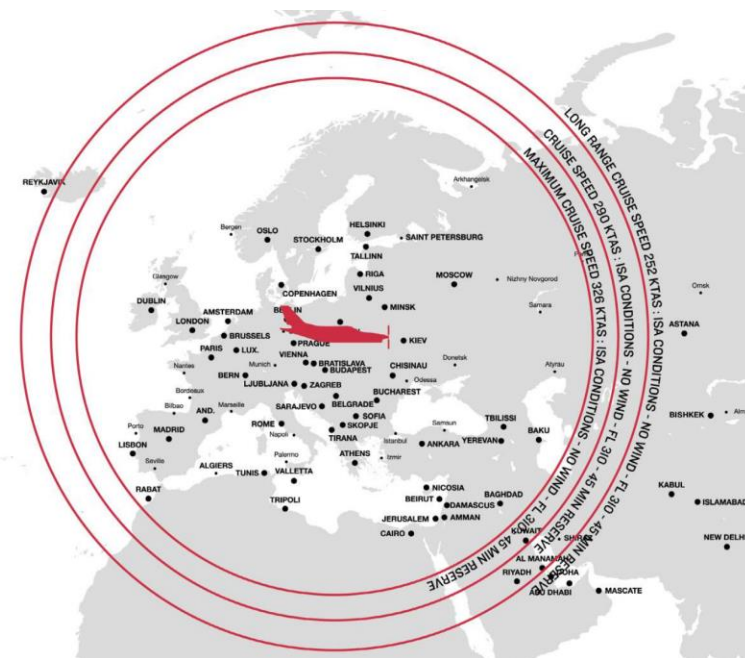 LONG RANGE CRUISE SPEED 252 KTAS : ISA CONDITIONS - NO WIND - FL 310 - 45 MIN RESERVE
CRUISE SPEED 290 KTAS : ISA CONDITIONS - NO WIND - FL 310 - 45 MIN RESERVE
MAXIMUM CRUISE SPEED 326 KTAS : ISA CONDITIONS - NO WIND - FL 310 - 45 MIN RESERVE
REYKJAVIK
Arkhangelsk
Bergen
OSLO
HELSINKI
STOCKHOLM
SAINT PETERSBURG
TALLINN
Glasgow
RIGA
MOSCOW
Nizhny Novgorod
Omsk
COPENHAGEN
VILNIUS
DUBLIN
MINSK
Samara
AMSTERDAM
LONDON
ASTANA
BRUSSELS
PRAGUE
KIEV
PARIS
LUX.
VIENNA
BRATISLAVA
Donetsk
Nantes
Munich
BUDAPEST
CHISINAU
Atyrau
BERN
LJUBLJANA
ZAGREB
Odessa
Bordeaux
BUCHAREST
Bilbao
Marseille
SARAJEVO
BELGRADE
AND.
SOFIA
BISHKEK
Porto
ROME
SKOPJE
Samsun
TBILISSI
MADRID
Napoli
TIRANA
Istanbul
BAKU
LISBON
ANKARA
YEREVAN
Palermo
ATHENS
Izmir
Seville
ALGIERS
TUNIS
VALLETTA
KABUL
NICOSIA
RABAT
BEIRUT
BAGHDAD
TRIPOLI
DAMASCUS
ISLAMABAD
JERUSALEM
AMMAN
CAIRO
KUWAIT
NEW DELHI
AL MANAMAH
RIYADH
DOHA
ABU DHABI
MASCATE